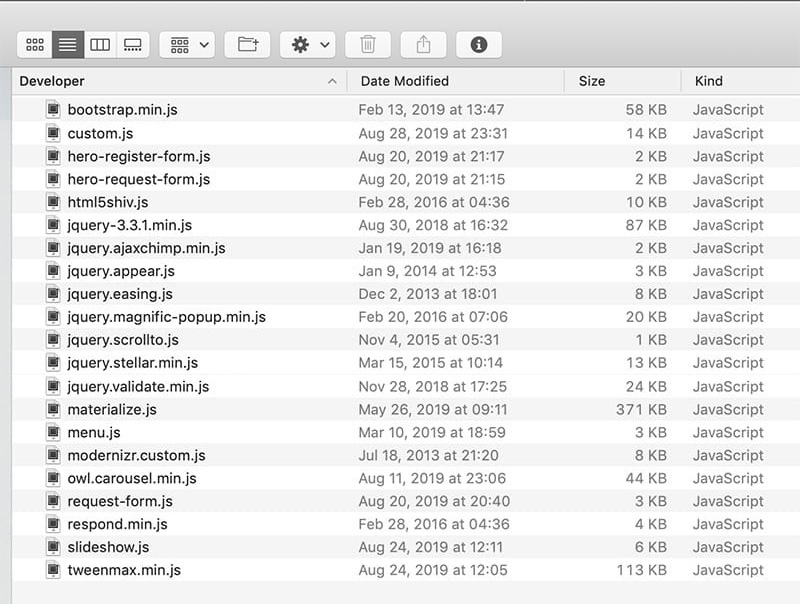 Developer Date Modified Size Kind
bootstrap.min.js Feb 13, 2019 at 13:47 58 KB JavaScript
custom.js Aug 28, 2019 at 23:31 14 KB JavaScript
hero-register-form.js Aug 20, 2019 at 21:17 2 KB JavaScript
hero-request-form.js Aug 20, 2019 at 21:15 2 KB JavaScript
html5shiv.js Feb 28, 2016 at 04:36 10 KB JavaScript
jquery-3.3.1.min.js Aug 30, 2018 at 16:32 87 KB JavaScript
jquery.ajaxchimp.min.js Jan 19, 2019 at 16:18 2 KB JavaScript
jquery.appear.js Jan 9, 2014 at 12:53 3 KB JavaScript
jquery.easing.js Dec 2, 2013 at 18:01 8 KB JavaScript
jquery.magnific-popup.min.js Feb 20, 2016 at 07:06 20 KB JavaScript
jquery.scrollto.js Nov 4, 2015 at 05:31 1 KB JavaScript
jquery.stellar.min.js Mar 15, 2015 at 10:14 13 KB JavaScript
jquery.validate.min.js Nov 28, 2018 at 17:25 24 KB JavaScript
materialize.js May 26, 2019 at 09:11 371 KB JavaScript
menu.js Mar 10, 2019 at 18:59 3 KB JavaScript
modernizr.custom.js Jul 18, 2013 at 21:20 8 KB JavaScript
owl.carousel.min.js Aug 11, 2019 at 23:06 44 KB JavaScript
request-form.js Aug 20, 2019 at 20:40 3 KB JavaScript
respond.min.js Feb 28, 2016 at 04:36 4 KB JavaScript
slideshow.js Aug 24, 2019 at 12:11 6 KB JavaScript
tweenmax.min.js Aug 24, 2019 at 12:05 113 KB JavaScript